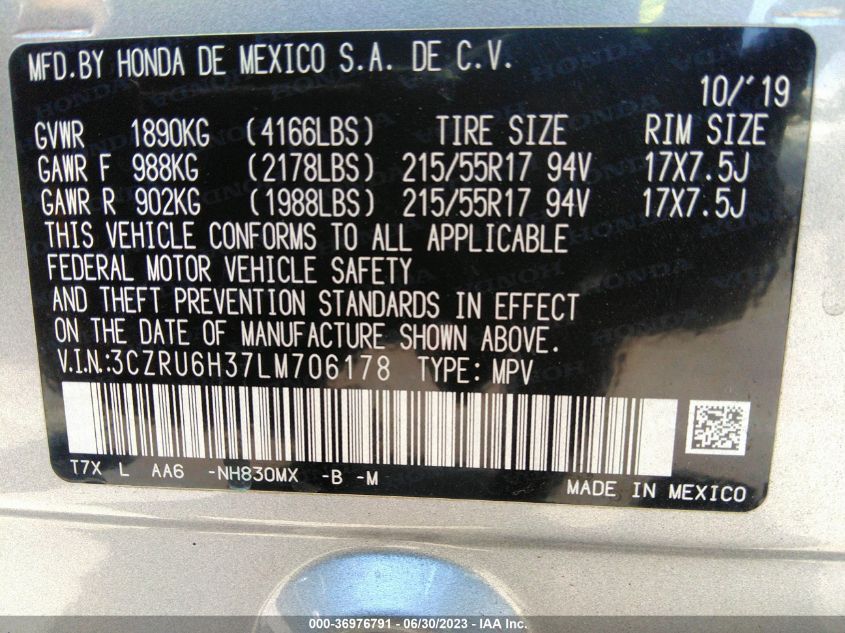 MFD.BY HONDA DE MEXICO S.A. DE C.V.
10/'19
GVWR 1890KG (4166LBS) TIRE SIZE RIM SIZE
GAWR F 988KG (2178LBS) 215/55R17 94V 17X7.5J
GAWR R 902KG (1988LBS) 215/55R17 94V 17X7.5J
THIS VEHICLE CONFORMS TO ALL APPLICABLE
FEDERAL MOTOR VEHICLE SAFETY
AND THEFT PREVENTION STANDARDS IN EFFECT
ON THE DATE OF MANUFACTURE SHOWN ABOVE.
V.I.N.:3CZRU6H37LM706178 TYPE: MPV
T7X L AA6 -NH830MX -B -M
MADE IN MEXICO
000-36976791 - 06/30/2023 - IAA Inc.